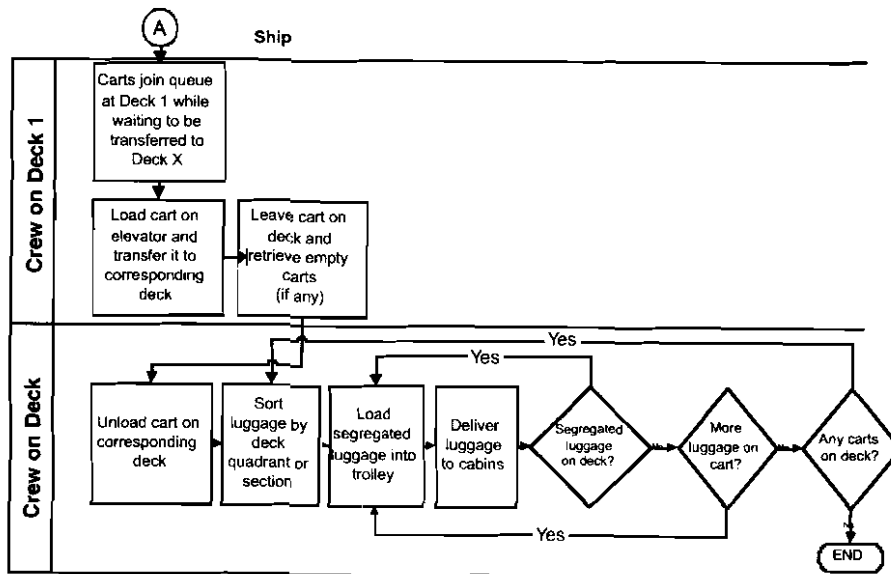 A
Ship
Crew on Deck 1
Carts join queue
at Deck 1 while
waiting to be
transferred to
Deck X
Load cart on
elevator and
transfer it to
corresponding
deck
Leave cart on
deck and
retrieve empty
carts
(if any)
Crew on Deck
Yes
Yes
Unload cart on
corresponding
deck
Sort
luggage by
deck
quadrant or
section
Load
segregated
luggage into
trolley
Deliver
luggage
to cabins
Segregated
luggage
on deck?
More
luggage on
cart?
Any carts
on deck?
Yes
END